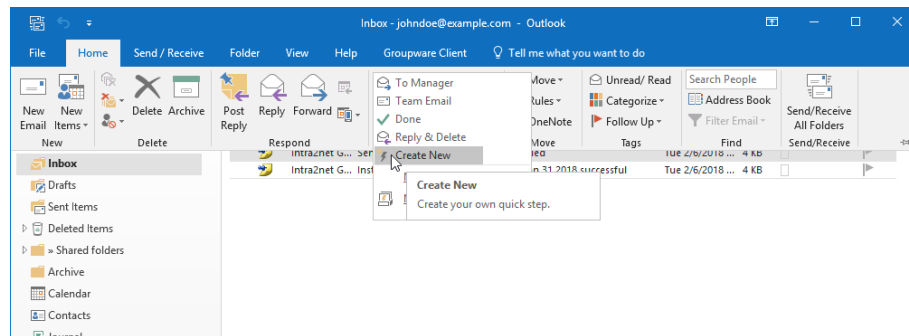 Inbox - johndoe@example.com - Outlook
File Home Send / Receive Folder View Help Groupware Client Tell me what you want to do
New Email
New Items
Delete
Archive
Post Reply
Reply
Forward
To Manager
Team Email
Done
Reply & Delete
Create New
Move
Rules
OneNote
Unread/ Read
Categorize
Follow Up
Search People
Address Book
Filter Email
Send/Receive All Folders
New Delete Respond Move Tags Find Send/Receive
Inbox
Drafts
Sent Items
Deleted Items
» Shared folders
Archive
Calendar
Contacts
Journal
Intra2net G... Tue 2/6/2018 ... 4 KB
Intra2net G... 31 2018 successful Tue 2/6/2018 ... 4 KB
Create New
Create your own quick step.